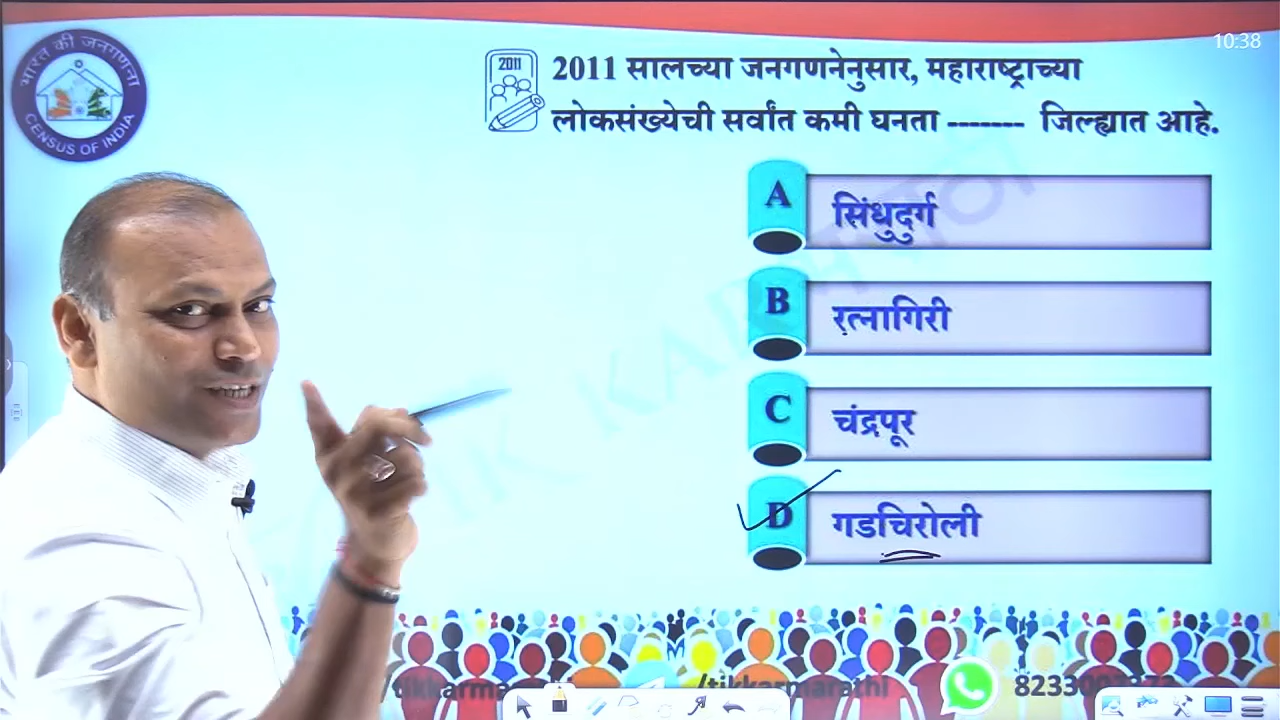 10:38
भारत की जनगणना
CENSUS OF INDIA
2011
2011 सालच्या जनगणनेनुसार, महाराष्ट्राच्या
लोकसंख्येची सर्वांत कमी घनता ------- जिल्ह्यात आहे.
A सिंधुदुर्ग
B रत्नागिरी
C चंद्रपूर
D गडचिरोली
/tikkarmarathi